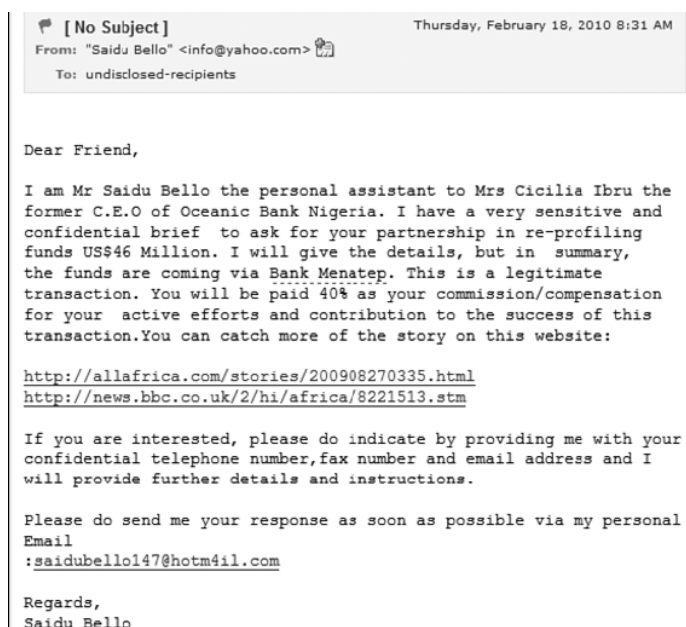 [ No Subject ]
Thursday, February 18, 2010 8:31 AM
From: "Saidu Bello" <info@yahoo.com>
To: undisclosed-recipients
Dear Friend,
I am Mr Saidu Bello the personal assistant to Mrs Cicilia Ibru the
former C.E.O of Oceanic Bank Nigeria. I have a very sensitive and
confidential brief to ask for your partnership in re-profiling
funds US$46 Million. I will give the details, but in summary,
the funds are coming via Bank Menatep. This is a legitimate
transaction. You will be paid 40% as your commission/compensation
for your active efforts and contribution to the success of this
transaction.You can catch more of the story on this website:
http://allafrica.com/stories/200908270335.html
http://news.bbc.co.uk/2/hi/africa/8221513.stm
If you are interested, please do indicate by providing me with your
confidential telephone number,fax number and email address and I
will provide further details and instructions.
Please do send me your response as soon as possible via my personal
Email
:saidubello147@hotm4il.com
Regards,
Saidu Bello